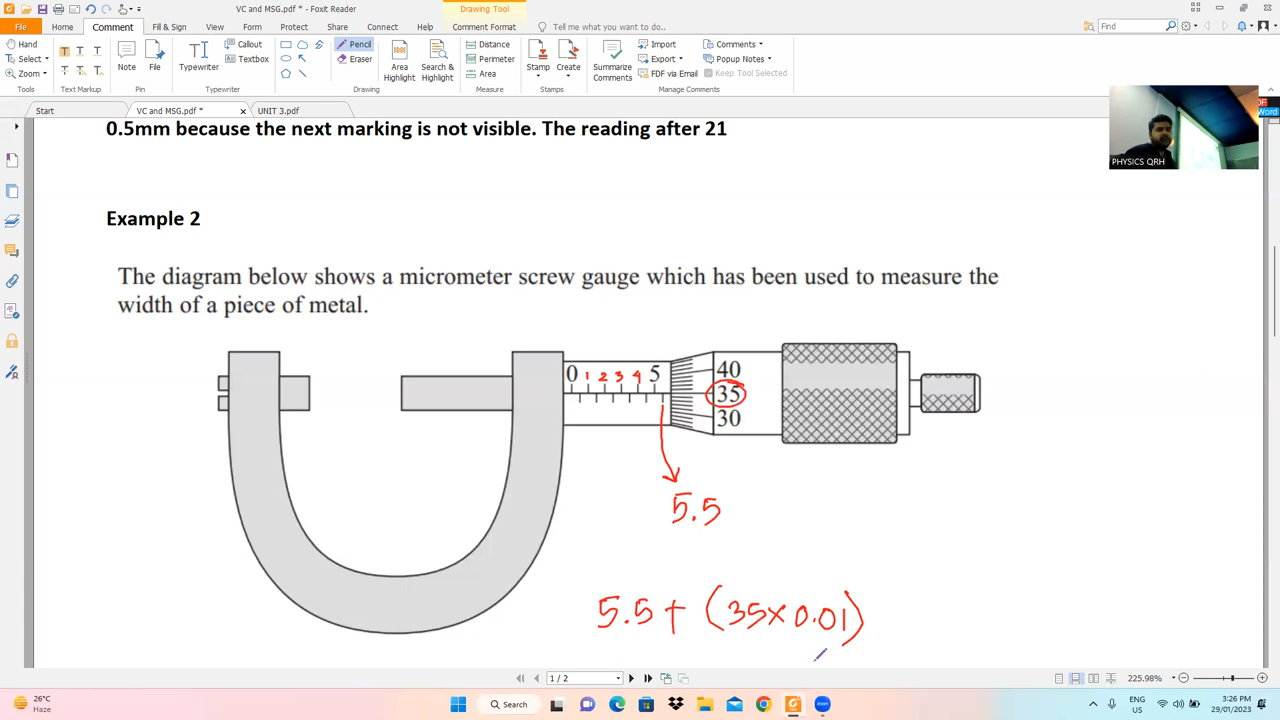 VC and MSG.pdf * - Foxit Reader
Drawing Tool
File Home Comment Fill & Sign View Form Protect Share Connect Help Extras Comment Format Tell me what you want to do... Find
Hand
Select
Zoom
Tools
T T T
T T T
Text Markup
Note
File
Pin
Typewriter
Callout
Textbox
Typewriter
Pencil
Eraser
Drawing
Area
Highlight
Search &
Highlight
Distance
Perimeter
Area
Measure
Stamp
Create
Stamps
Summarize
Comments
Import
Export
FDF via Email
Comments
Popup Notes
Keep Tool Selected
Manage Comments
Start VC and MSG.pdf * UNIT 3.pdf
Word
PHYSICS QRH
0.5mm because the next marking is not visible. The reading after 21
Example 2
The diagram below shows a micrometer screw gauge which has been used to measure the
width of a piece of metal.
0 1 2 3 4 5
40
35
30
5.5
5.5 + (35 × 0.01)
1 / 2
225.98%
26°C
Haze
Search
ENG
US
3:26 PM
29/01/2023